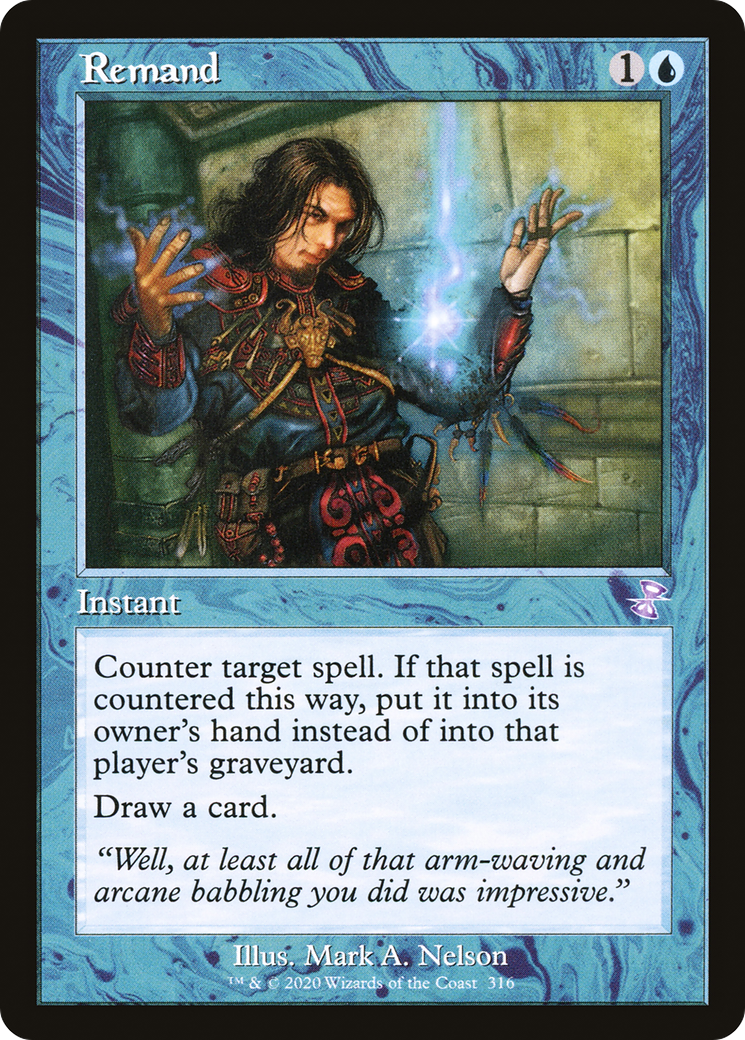 Remand 1
Instant
Counter target spell. If that spell is
countered this way, put it into its
owner’s hand instead of into that
player’s graveyard.
Draw a card.
“Well, at least all of that arm-waving and
arcane babbling you did was impressive.”
Illus. Mark A. Nelson
™ & © 2020 Wizards of the Coast 316